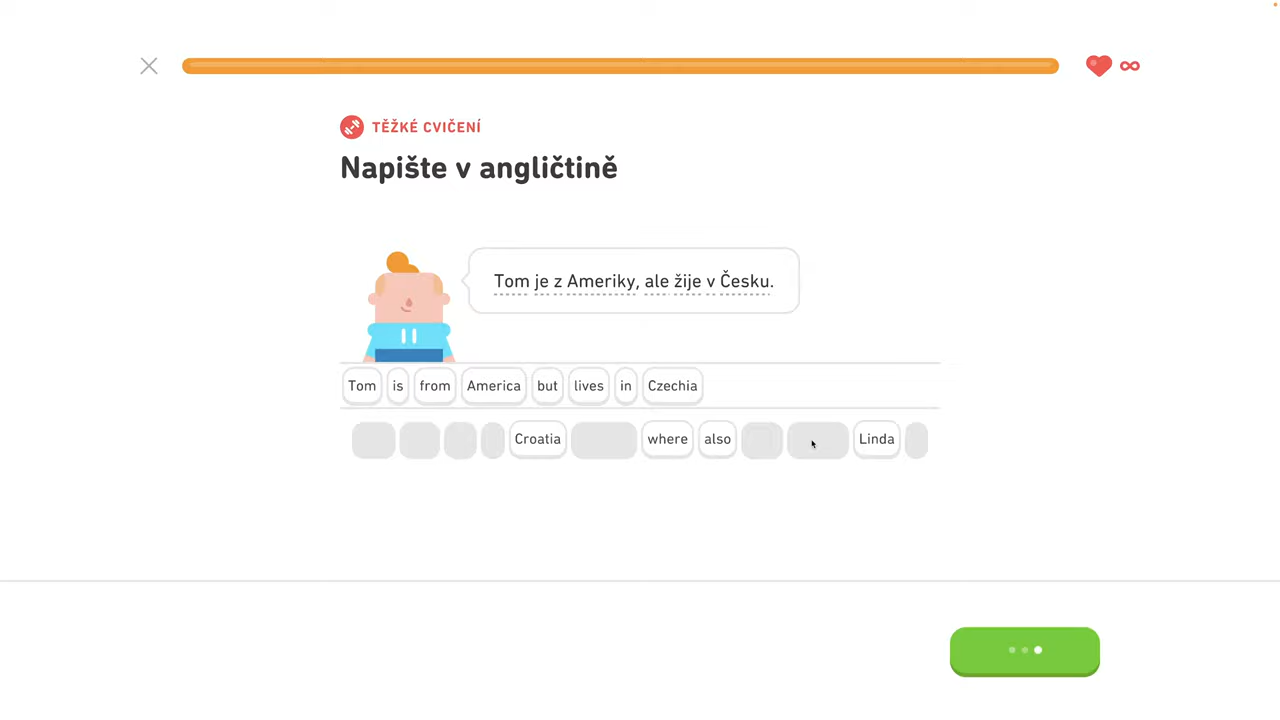 TĚŽKÉ CVIČENÍ
Napište v angličtině
Tom je z Ameriky, ale žije v Česku.
Tom is from America but lives in Czechia
Croatia where also Linda